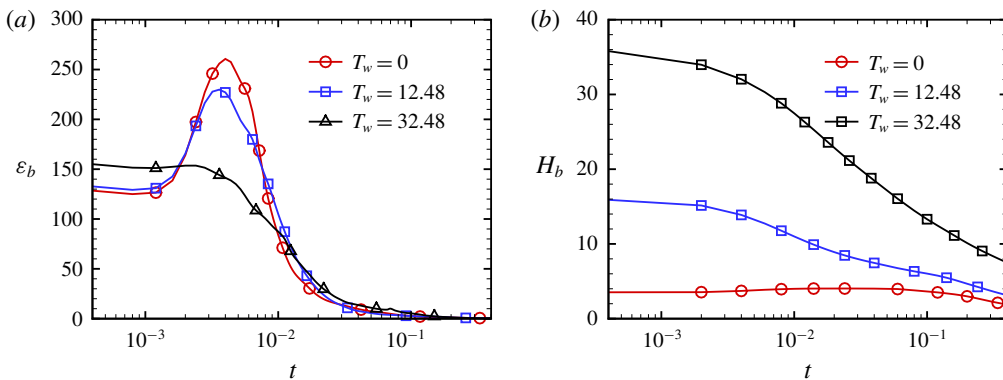 (a)
300
250
200
150
100
50
0
ε_b
T_w = 0
T_w = 12.48
T_w = 32.48
10⁻³
10⁻²
10⁻¹
t
(b)
40
30
20
10
0
H_b
T_w = 0
T_w = 12.48
T_w = 32.48
10⁻³
10⁻²
10⁻¹
t